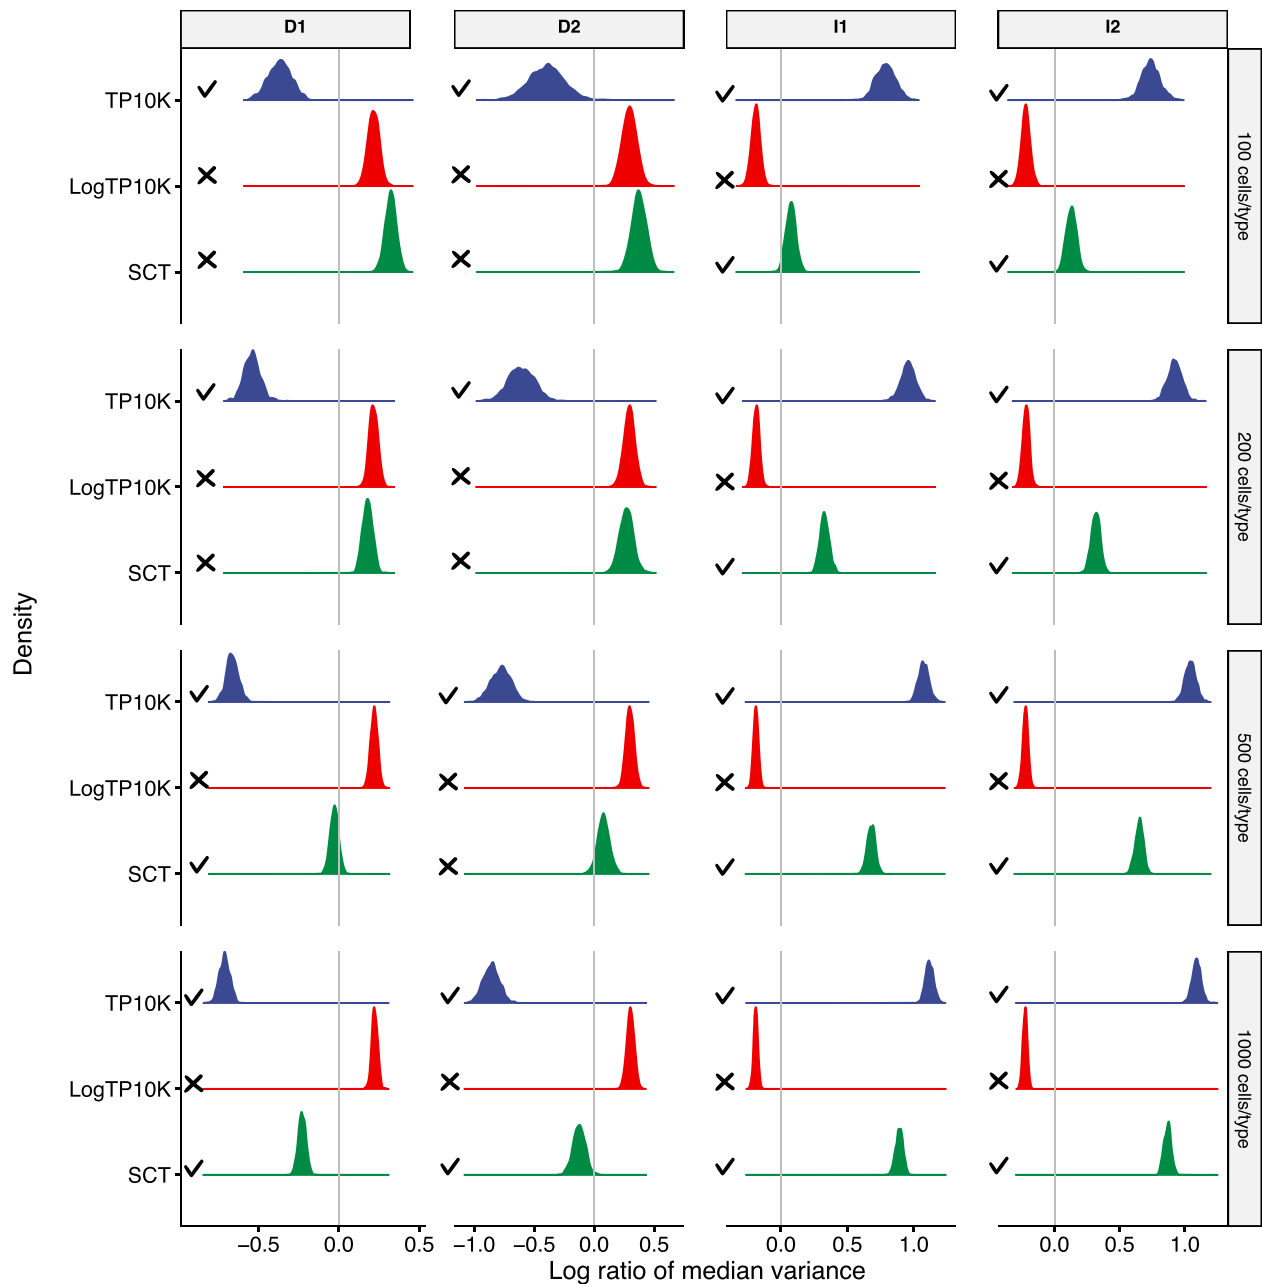 D1 D2 I1 I2
TP10K
LogTP10K
SCT
100 cells/type
TP10K
LogTP10K
SCT
200 cells/type
TP10K
LogTP10K
SCT
500 cells/type
TP10K
LogTP10K
SCT
1000 cells/type
Density
−0.5 0.0 0.5 −1.0 −0.5 0.0 0.5 0.0 0.5 1.0 0.0 0.5 1.0
Log ratio of median variance